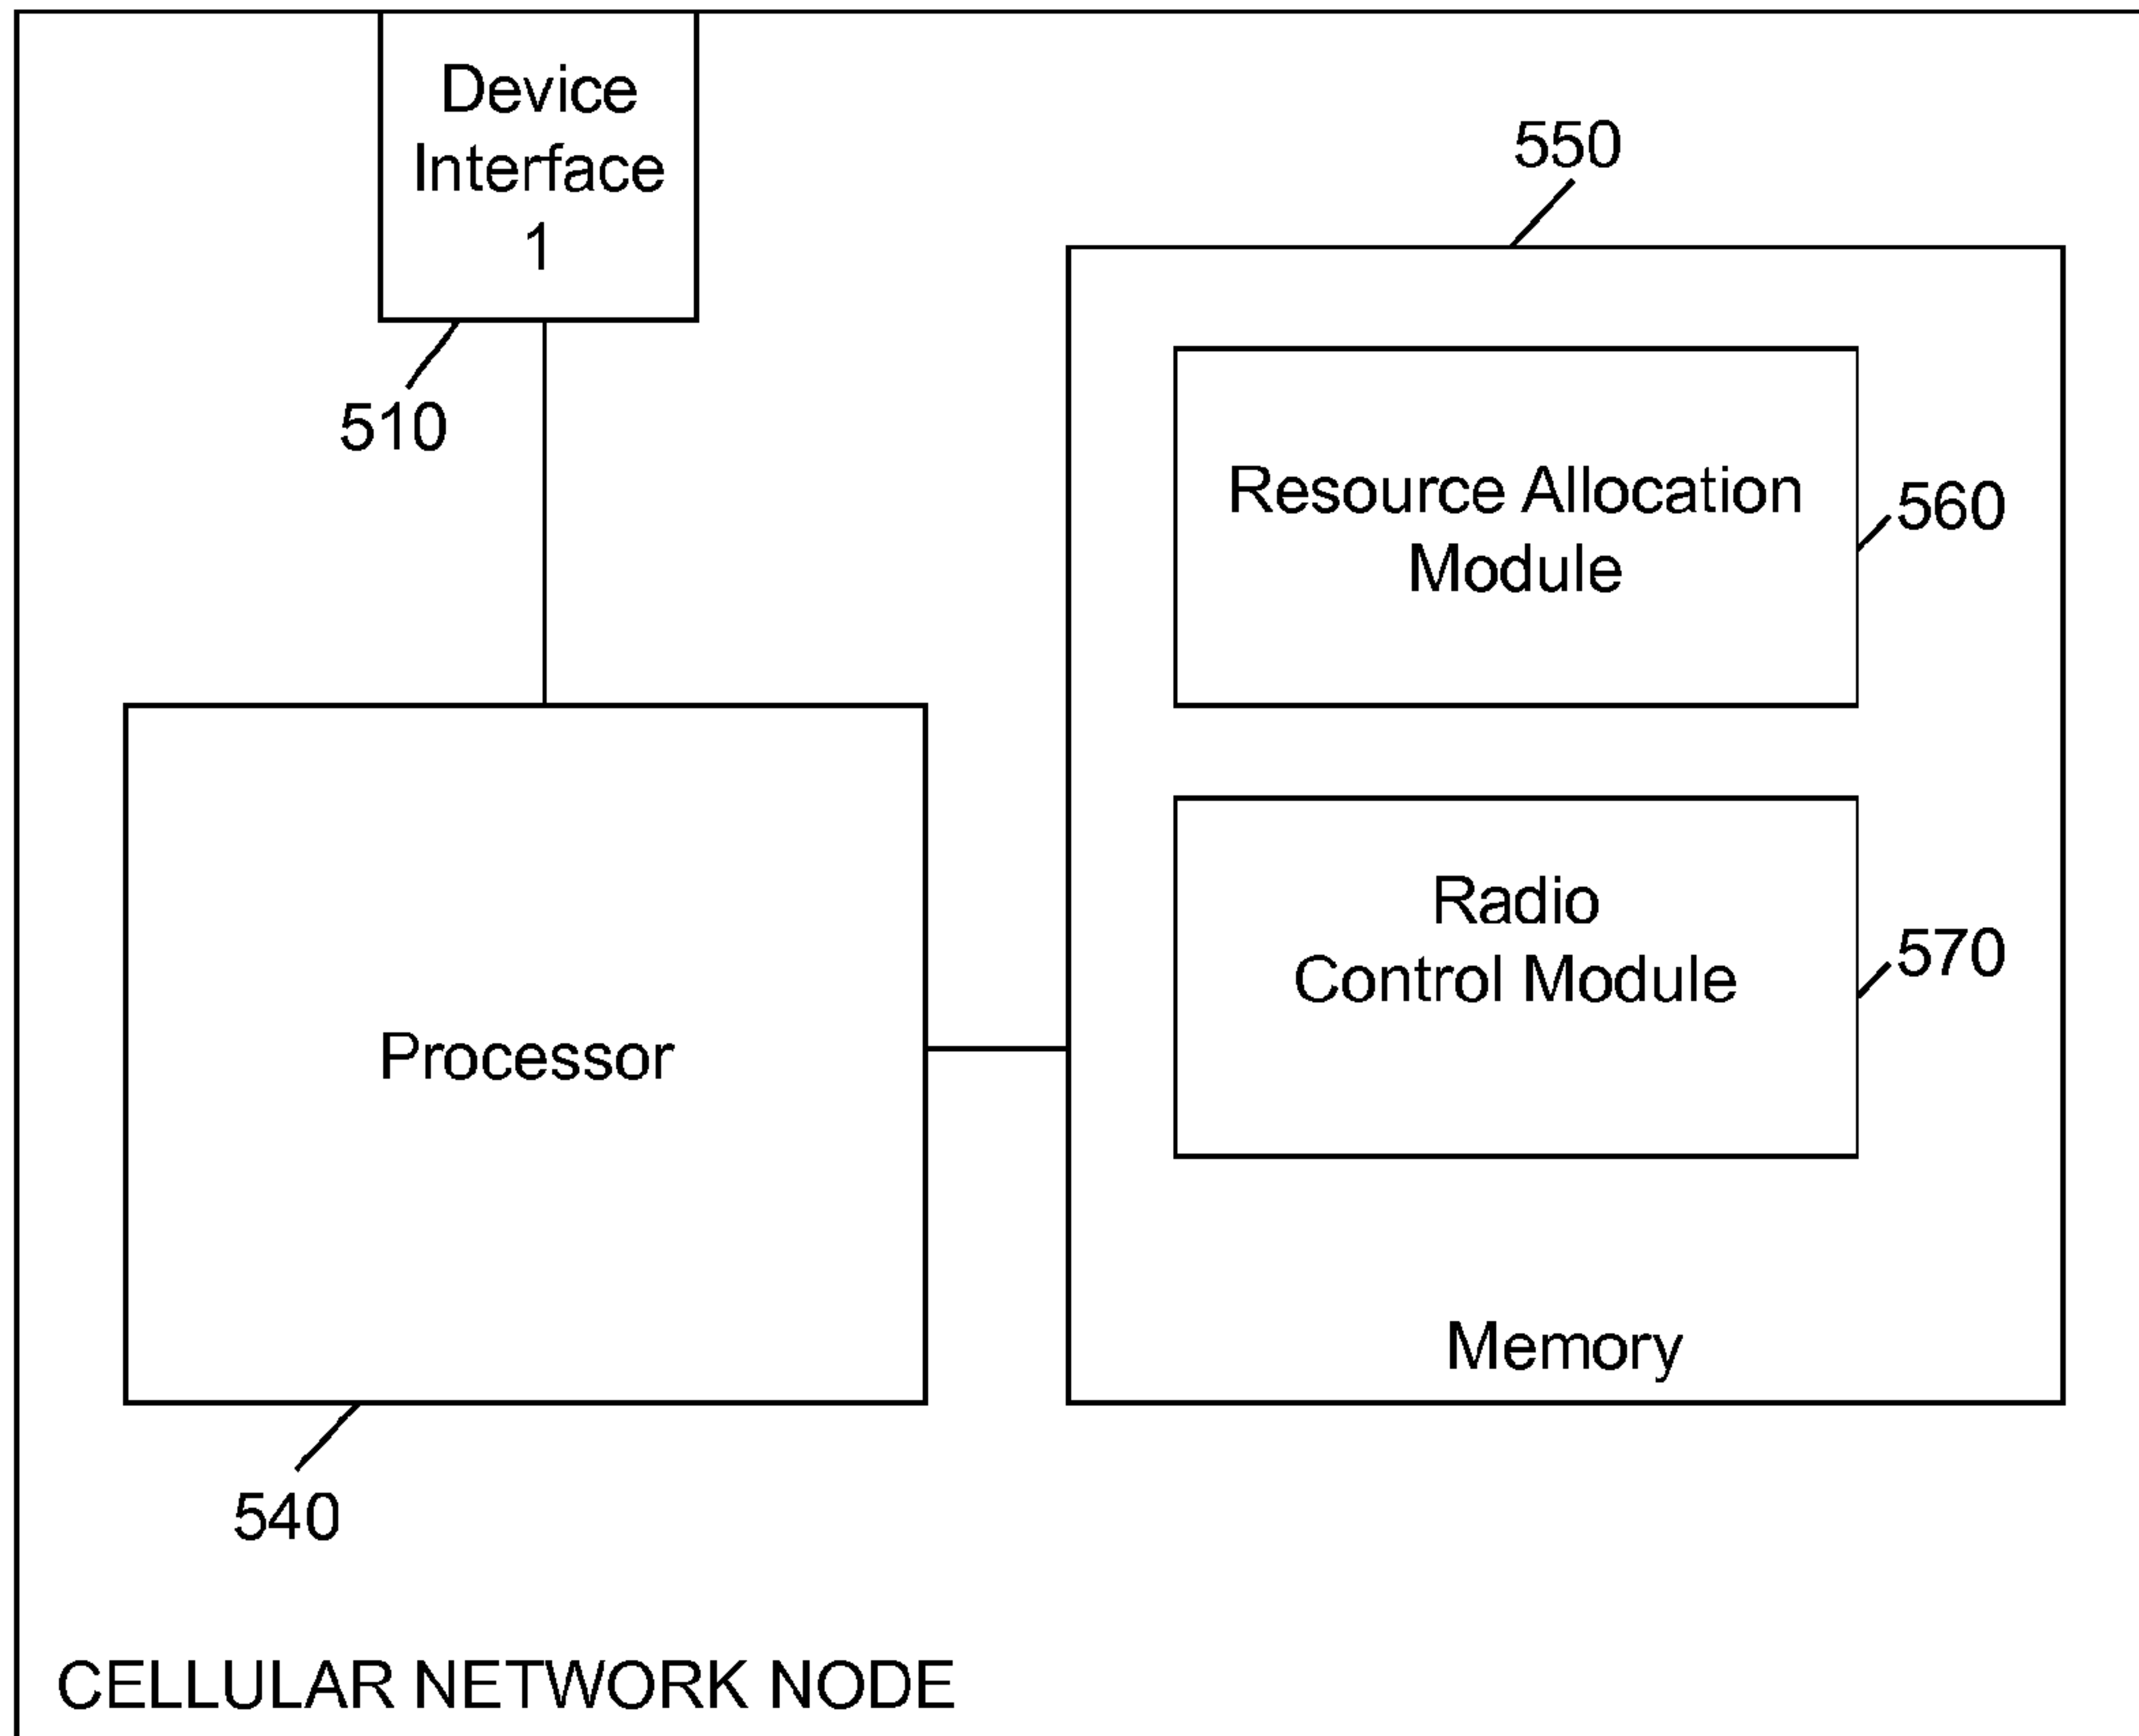 Device
Interface
1
510
550
Resource Allocation
Module
560
Radio
Control Module
570
Processor
Memory
540
CELLULAR NETWORK NODE